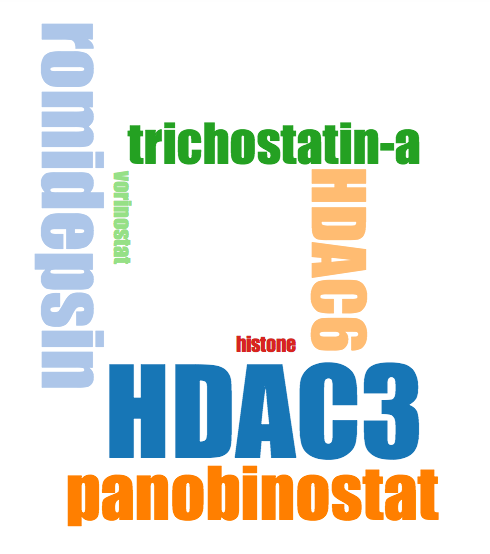 romidepsin
trichostatin-a
vorinostat
HDAC6
histone
HDAC3
panobinostat